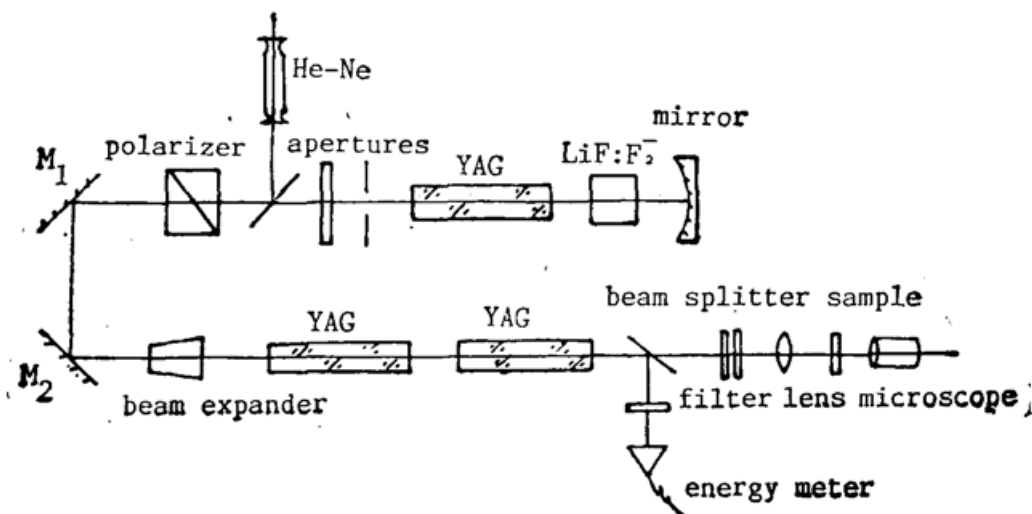 He-Ne
mirror
polarizer apertures
LiF:F₂⁻
M₁
YAG
beam splitter sample
YAG
YAG
M₂
beam expander
filter lens microscope
energy meter